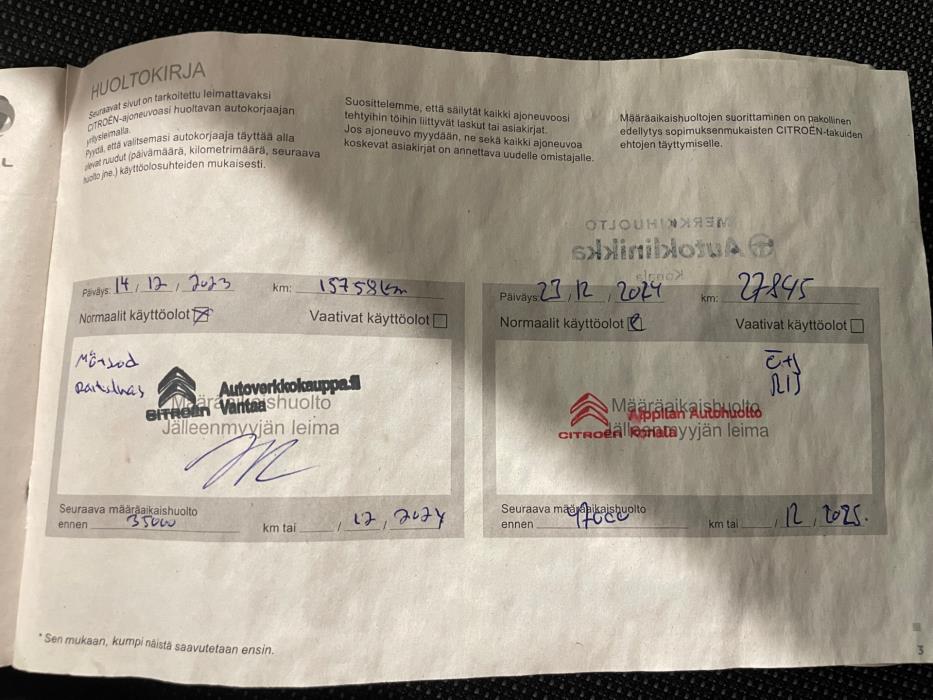 HUOLTOKIRJA
Seuraavat sivut on tarkoitettu leimattavaksi
CITROËN-ajoneuvoasi huoltavan autokorjaajan
yritysleimalla.
Pyydä, että valitsemasi autokorjaaja täyttää alla
olevat ruudut (päivämäärä, kilometrimäärä, seuraava
huolto jne.) käyttöolosuhteiden mukaisesti.
Suosittelemme, että säilytät kaikki ajoneuvoosi
tehtyihin töihin liittyvät laskut tai asiakirjat.
Jos ajoneuvo myydään, ne sekä kaikki ajoneuvoa
koskevat asiakirjat on annettava uudelle omistajalle.
Määräaikaishuoltojen suorittaminen on pakollinen
edellytys sopimuksenmukaisten CITROËN-takuiden
ehtojen täyttymiselle.
MERKKIHUOLTO
Autoklinikka
Konala
Päiväys: 14 / 12 / 2023 km: 15758 km
Normaalit käyttöolot Vaativat käyttöolot
CITROËN
Autoverkkokauppa.fi
Vantaa
Määräaikaishuolto
Jälleenmyyjän leima
Seuraava määräaikaishuolto
ennen 35000 km tai / 12 / 2024
Päiväys: 23 / 12 / 2024 km: 27845
Normaalit käyttöolot Vaativat käyttöolot
CITROËN
Määräaikaishuolto
Autohuolto
Jälleenmyyjän leima
Konala
Seuraava määräaikaishuolto
ennen 47000 km tai / 12 / 2025.
* Sen mukaan, kumpi näistä saavutetaan ensin.
3